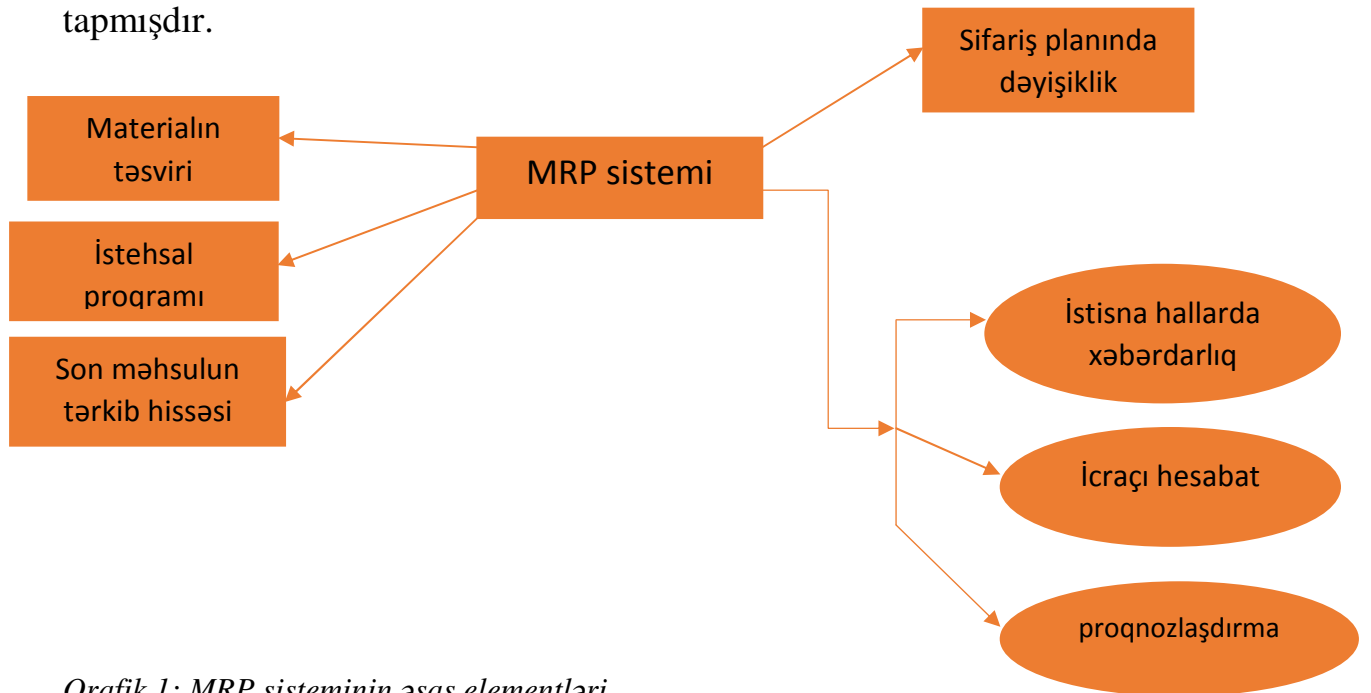 tapmışdır.
Sifariş planında
dəyişiklik
Materialın
təsviri
MRP sistemi
İstehsal
proqramı
Son məhsulun
tərkib hissəsi
İstisna hallarda
xəbərdarlıq
İcraçı hesabat
proqnozlaşdırma
Qrafik 1: MRP sisteminin əsas elementləri